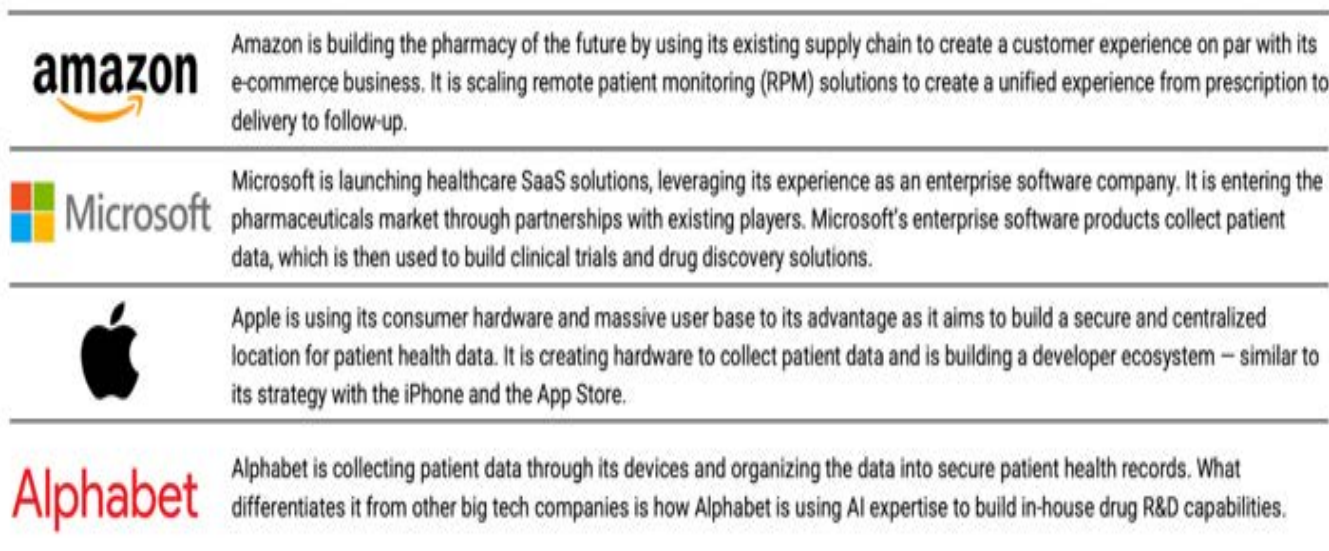 amazon
Amazon is building the pharmacy of the future by using its existing supply chain to create a customer experience on par with its
e-commerce business. It is scaling remote patient monitoring (RPM) solutions to create a unified experience from prescription to
delivery to follow-up.
Microsoft
Microsoft is launching healthcare SaaS solutions, leveraging its experience as an enterprise software company. It is entering the
pharmaceuticals market through partnerships with existing players. Microsoft's enterprise software products collect patient
data, which is then used to build clinical trials and drug discovery solutions.
Apple is using its consumer hardware and massive user base to its advantage as it aims to build a secure and centralized
location for patient health data. It is creating hardware to collect patient data and is building a developer ecosystem — similar to
its strategy with the iPhone and the App Store.
Alphabet
Alphabet is collecting patient data through its devices and organizing the data into secure patient health records. What
differentiates it from other big tech companies is how Alphabet is using AI expertise to build in-house drug R&D capabilities.